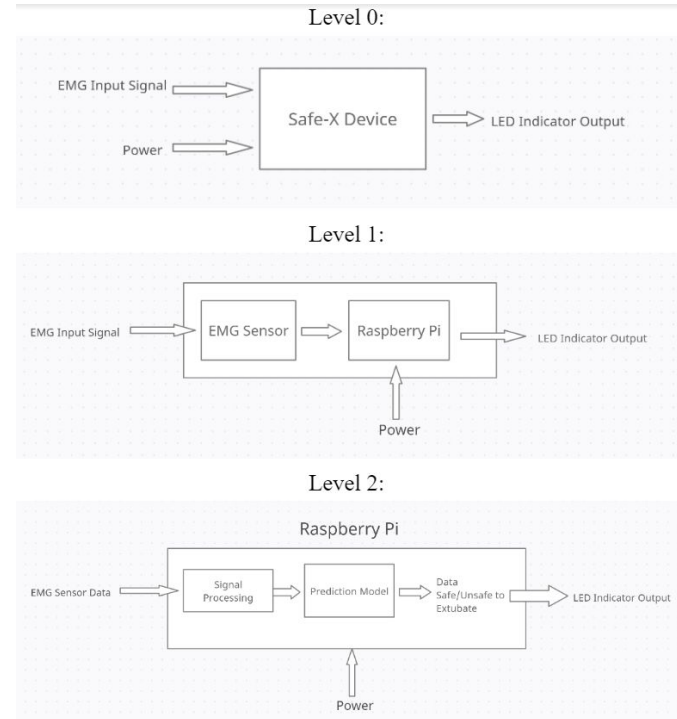 Level 0:
EMG Input Signal
Power
Safe-X Device
LED Indicator Output
Level 1:
EMG Input Signal
EMG Sensor
Raspberry Pi
LED Indicator Output
Power
Level 2:
Raspberry Pi
EMG Sensor Data
Signal
Processing
Prediction Model
Data
Safe/Unsafe to
Extubate
LED Indicator Output
Power